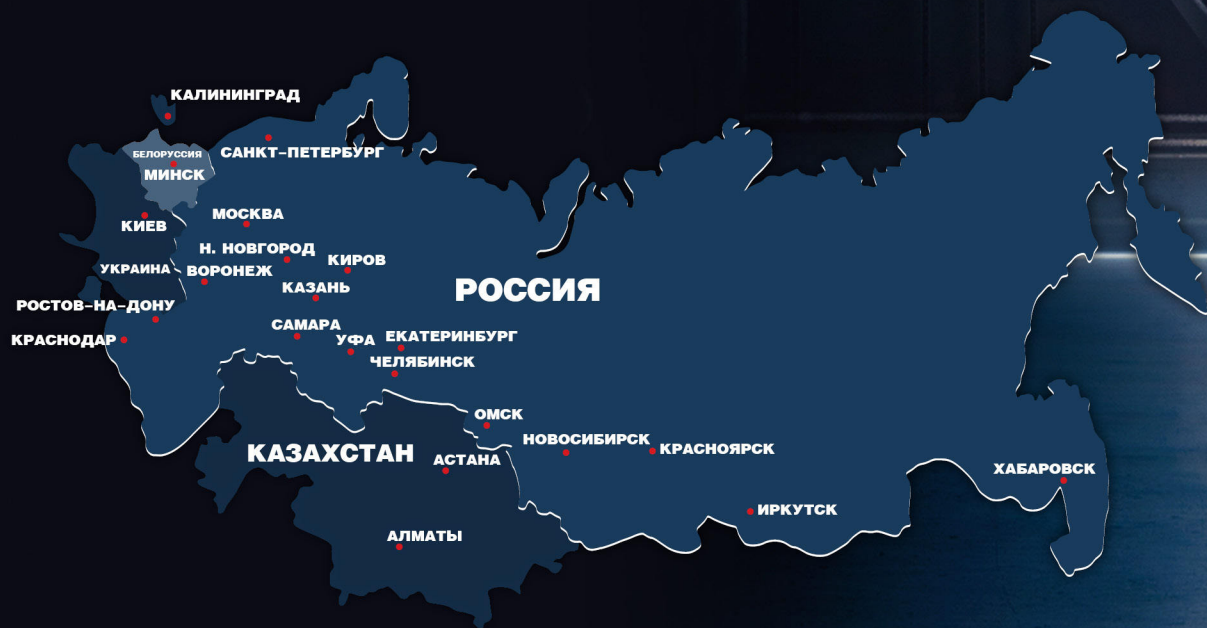 КАЛИНИНГРАД
БЕЛОРУССИЯ
САНКТ-ПЕТЕРБУРГ
МИНСК
МОСКВА
КИЕВ
Н. НОВГОРОД
КИРОВ
УКРАИНА
ВОРОНЕЖ
КАЗАНЬ
РОССИЯ
РОСТОВ-НА-ДОНУ
САМАРА
КРАСНОДАР
УФА
ЕКАТЕРИНБУРГ
ЧЕЛЯБИНСК
ОМСК
НОВОСИБИРСК
КРАСНОЯРСК
КАЗАХСТАН
АСТАНА
ХАБАРОВСК
ИРКУТСК
АЛМАТЫ